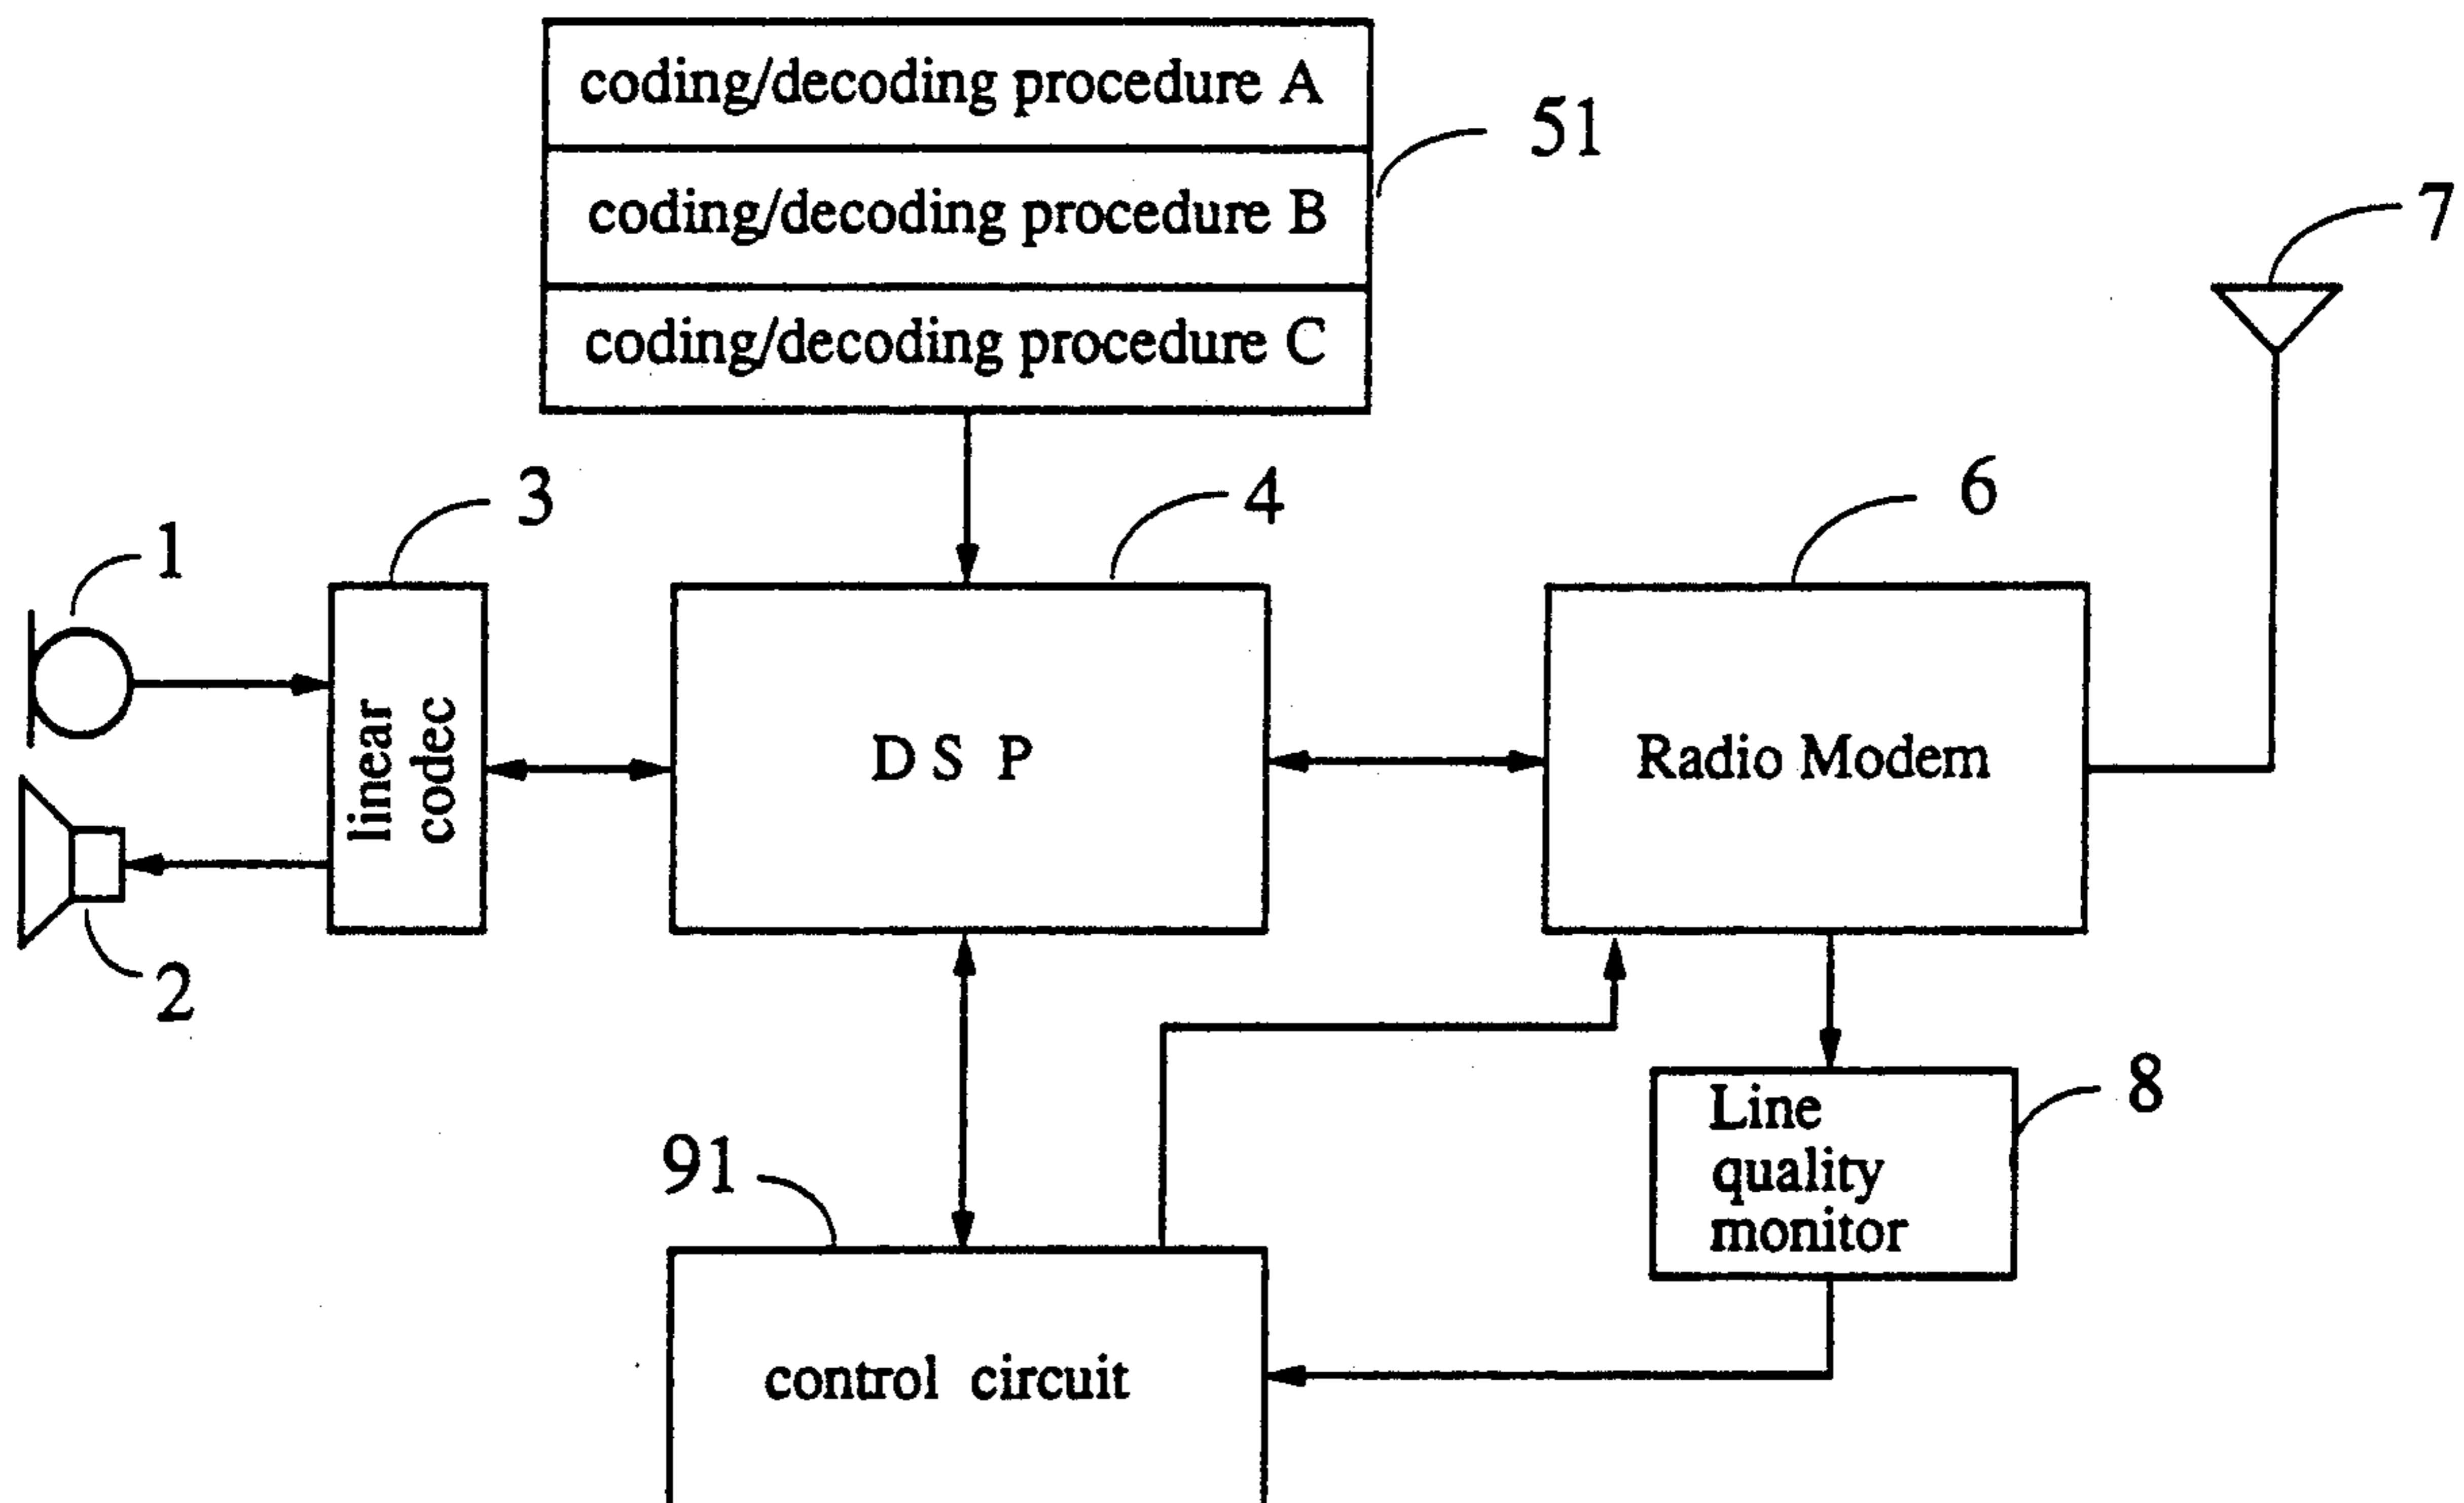 coding/decoding procedure A
51
coding/decoding procedure B
7
coding/decoding procedure C
3
4
6
1
linear
codec
D S P
Radio Modem
2
Line
quality
monitor
8
91
control circuit